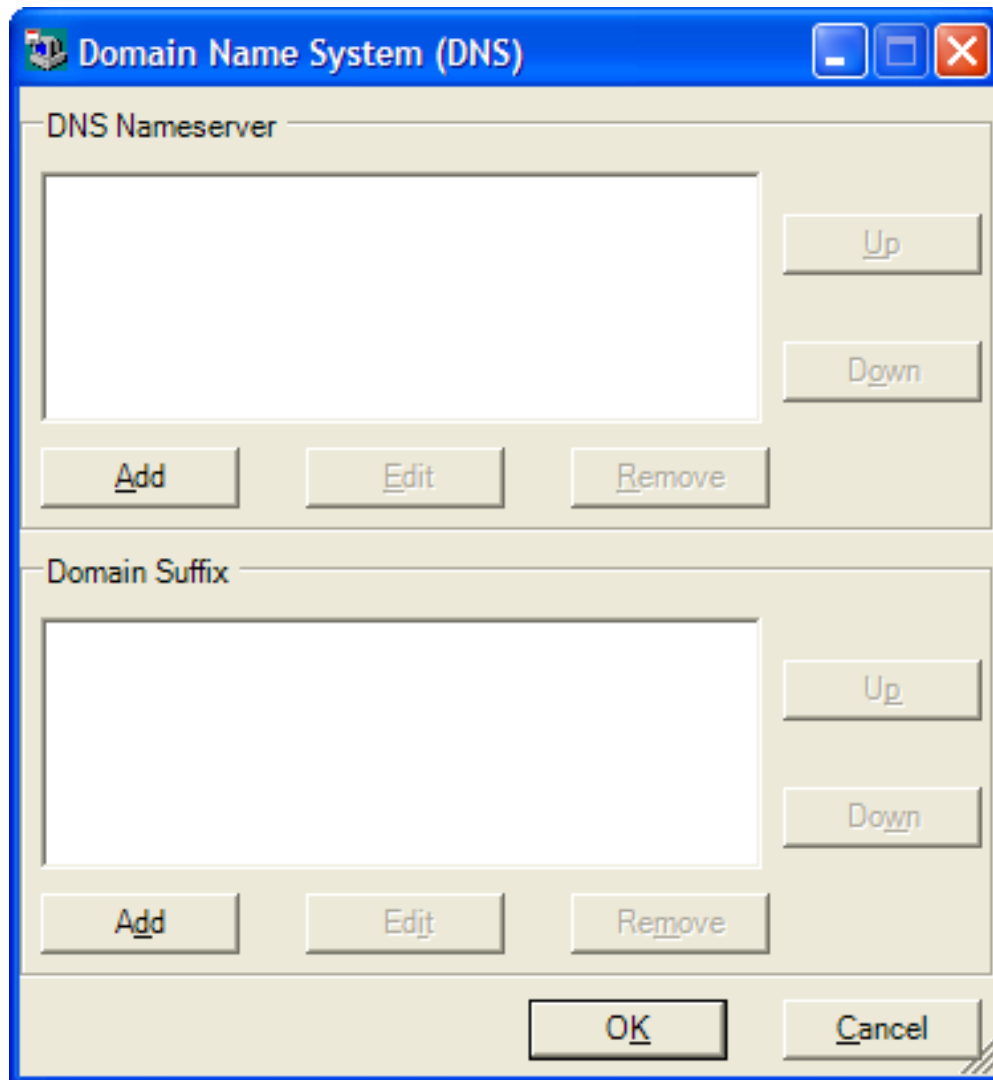 Domain Name System (DNS)
DNS Nameserver
Up
Down
Add Edit Remove
Domain Suffix
Up
Down
Add Edit Remove
OK Cancel